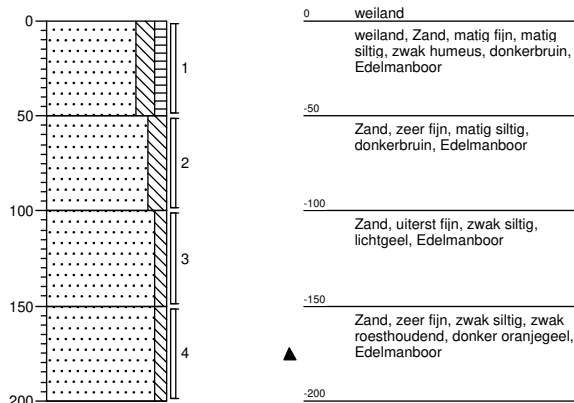 0
50
100
150
200
1
2
3
4
0 weiland
weiland, Zand, matig fijn, matig
siltig, zwak humeus, donkerbruin,
Edelmanboor
-50
Zand, zeer fijn, matig siltig,
donkerbruin, Edelmanboor
-100
Zand, uiterst fijn, zwak siltig,
lichtgeel, Edelmanboor
-150
Zand, zeer fijn, zwak siltig, zwak
roesthoudend, donker oranjegeel,
Edelmanboor
-200